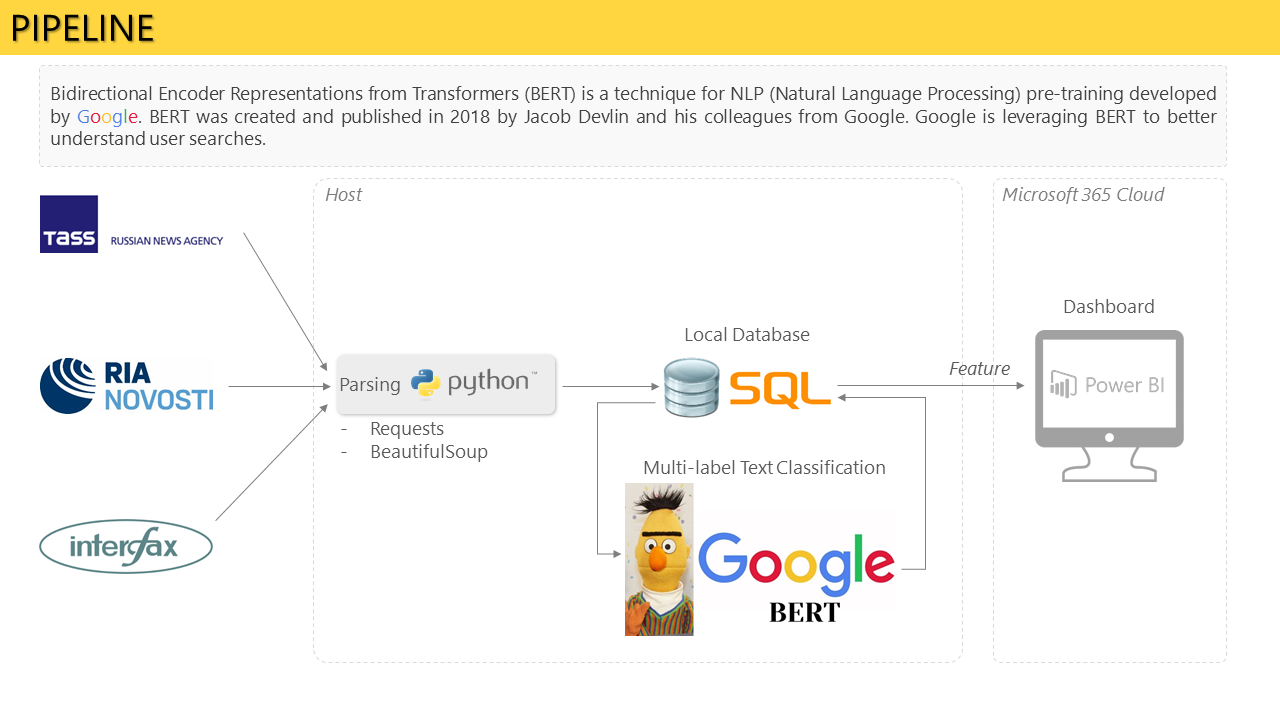 PIPELINE
Bidirectional Encoder Representations from Transformers (BERT) is a technique for NLP (Natural Language Processing) pre-training developed
by Google. BERT was created and published in 2018 by Jacob Devlin and his colleagues from Google. Google is leveraging BERT to better
understand user searches.
Host
Microsoft 365 Cloud
TASS
RUSSIAN NEWS AGENCY
Dashboard
Local Database
RIA
NOVOSTI
Parsing python™
SQL
Feature
Power BI
- Requests
- BeautifulSoup
Multi-label Text Classification
interfax
Google
BERT